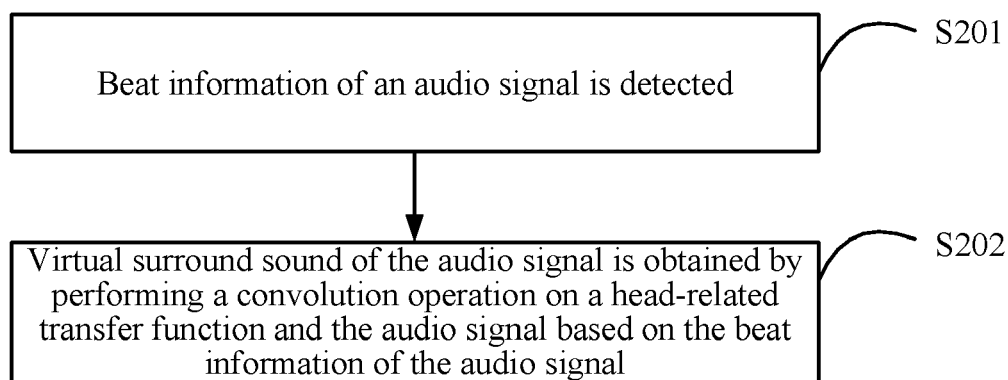 Beat information of an audio signal is detected
S201
Virtual surround sound of the audio signal is obtained by
performing a convolution operation on a head-related
transfer function and the audio signal based on the beat
information of the audio signal
S202